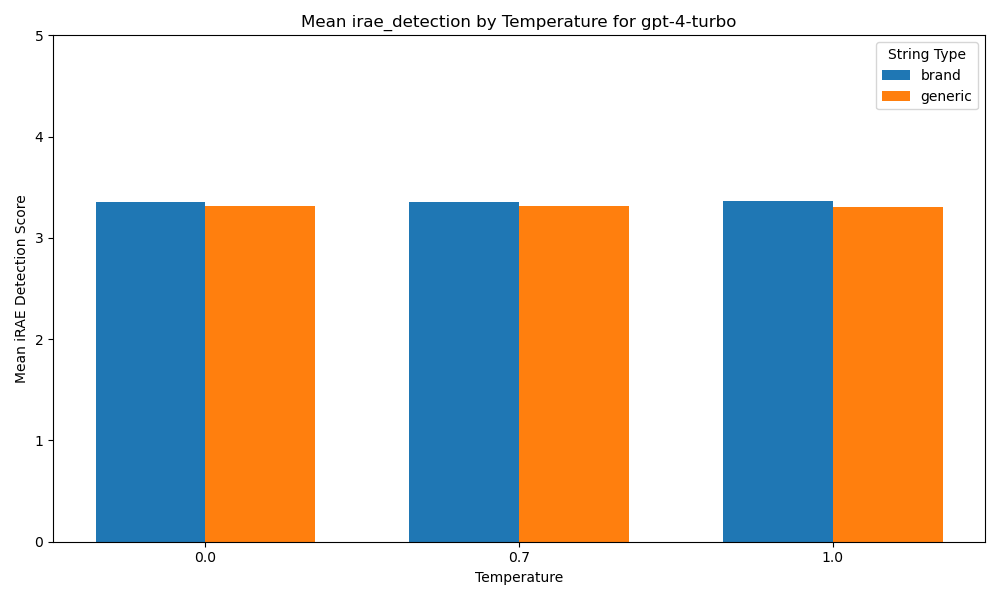 Mean irae_detection by Temperature for gpt-4-turbo
5
4
3
2
1
0
Mean iRAE Detection Score
String Type
brand
generic
0.0
0.7
1.0
Temperature